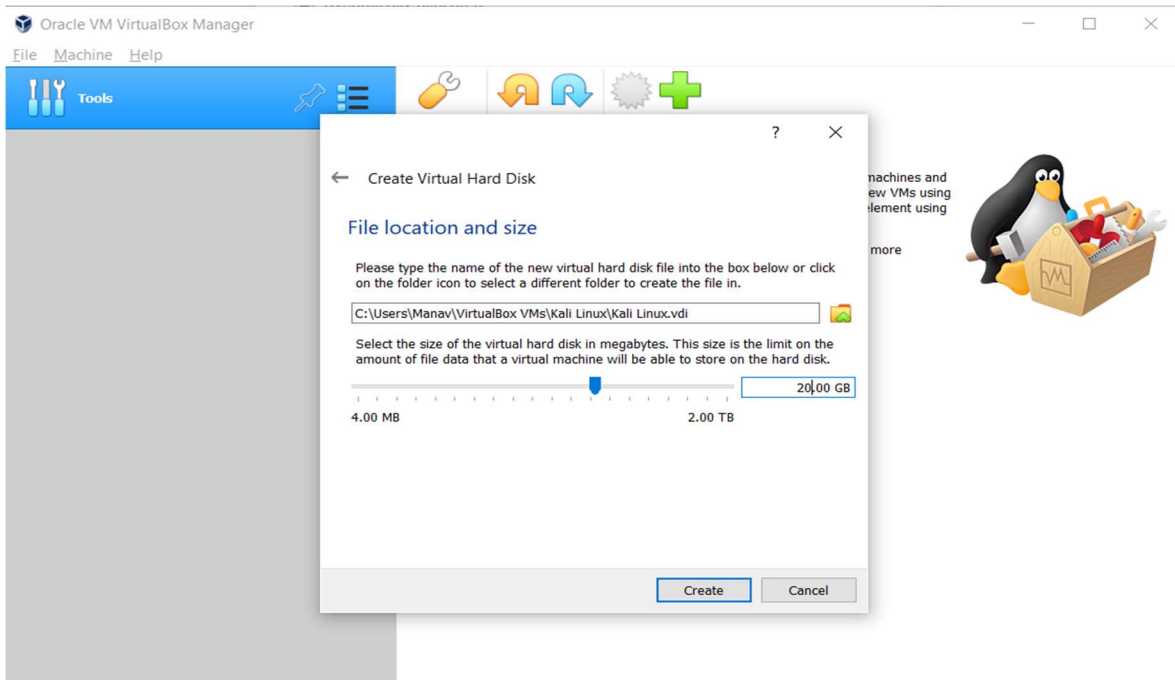 Oracle VM VirtualBox Manager
File Machine Help
Tools
? 
Create Virtual Hard Disk
File location and size
Please type the name of the new virtual hard disk file into the box below or click
on the folder icon to select a different folder to create the file in.
C:\Users\Manav\VirtualBox VMs\Kali Linux\Kali Linux.vdi
Select the size of the virtual hard disk in megabytes. This size is the limit on the
amount of file data that a virtual machine will be able to store on the hard disk.
20.00 GB
4.00 MB 2.00 TB
Create Cancel
machines and
ew VMs using
element using
more